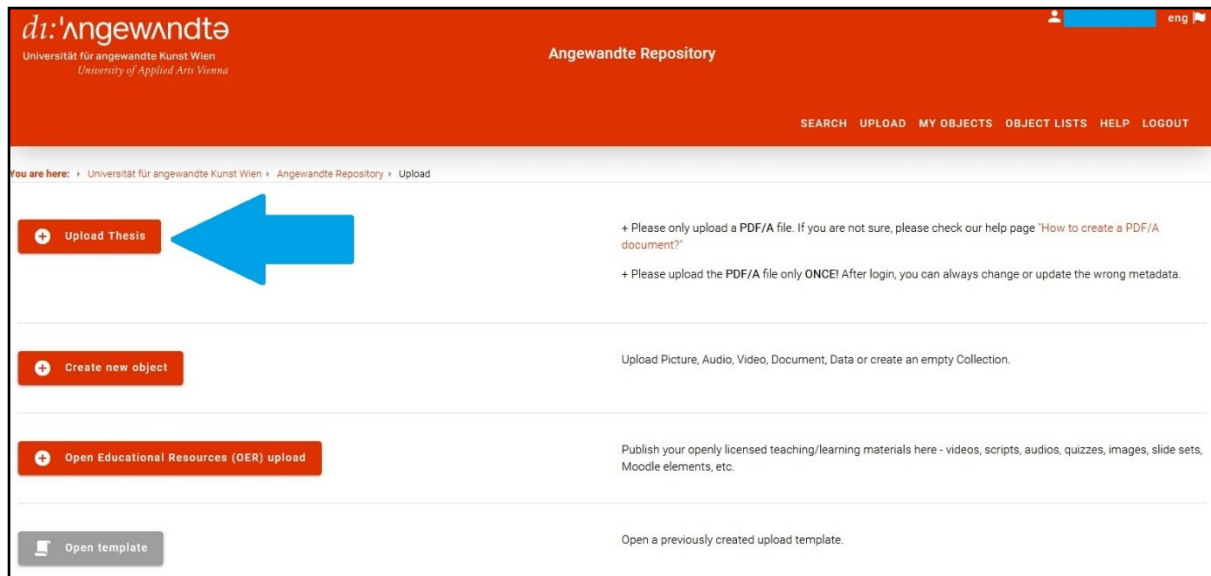 dı:'ʌngewʌndtə
Universität für angewandte Kunst Wien
University of Applied Arts Vienna
eng
Angewandte Repository
SEARCH UPLOAD MY OBJECTS OBJECT LISTS HELP LOGOUT
You are here: Universität für angewandte Kunst Wien Angewandte Repository Upload
Upload Thesis
+ Please only upload a PDF/A file. If you are not sure, please check our help page "How to create a PDF/A
document?"
+ Please upload the PDF/A file only ONCE! After login, you can always change or update the wrong metadata.
Create new object
Upload Picture, Audio, Video, Document, Data or create an empty Collection.
Open Educational Resources (OER) upload
Publish your openly licensed teaching/learning materials here - videos, scripts, audios, quizzes, images, slide sets,
Moodle elements, etc.
Open template
Open a previously created upload template.